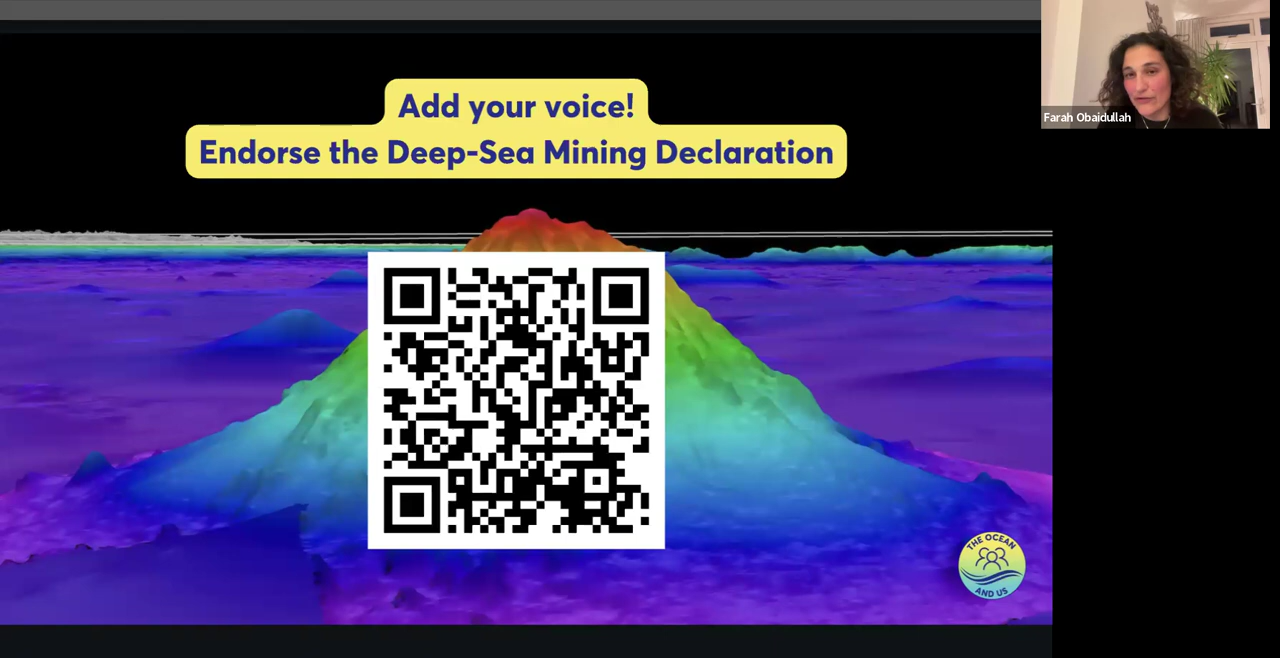 Add your voice!
Endorse the Deep-Sea Mining Declaration
Farah Obaidullah
THE OCEAN
AND US